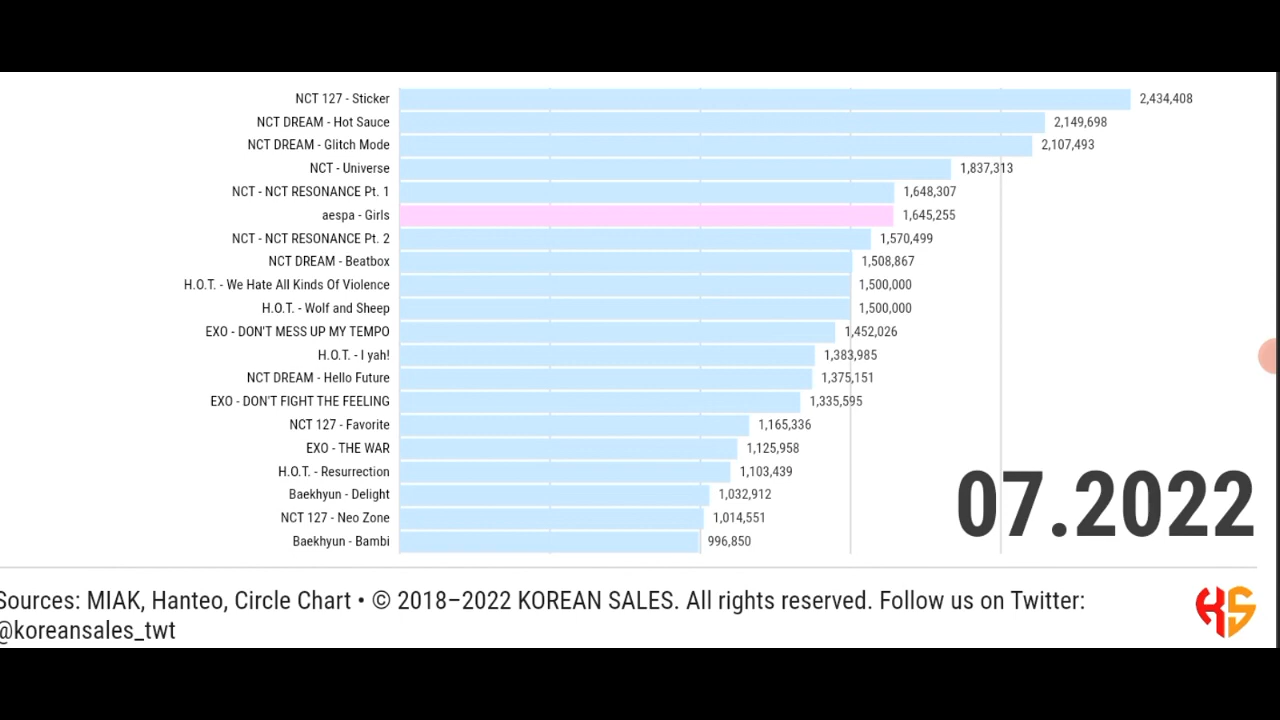 NCT 127 - Sticker 2,434,408
NCT DREAM - Hot Sauce 2,149,698
NCT DREAM - Glitch Mode 2,107,493
NCT - Universe 1,837,313
NCT - NCT RESONANCE Pt. 1 1,648,307
aespa - Girls 1,645,255
NCT - NCT RESONANCE Pt. 2 1,570,499
NCT DREAM - Beatbox 1,508,867
H.O.T. - We Hate All Kinds Of Violence 1,500,000
H.O.T. - Wolf and Sheep 1,500,000
EXO - DON'T MESS UP MY TEMPO 1,452,026
H.O.T. - I yah! 1,383,985
NCT DREAM - Hello Future 1,375,151
EXO - DON'T FIGHT THE FEELING 1,335,595
NCT 127 - Favorite 1,165,336
EXO - THE WAR 1,125,958
H.O.T. - Resurrection 1,103,439
Baekhyun - Delight 1,032,912
NCT 127 - Neo Zone 1,014,551
Baekhyun - Bambi 996,850
07.2022
Sources: MIAK, Hanteo, Circle Chart • © 2018–2022 KOREAN SALES. All rights reserved. Follow us on Twitter:
@koreansales_twt
KS